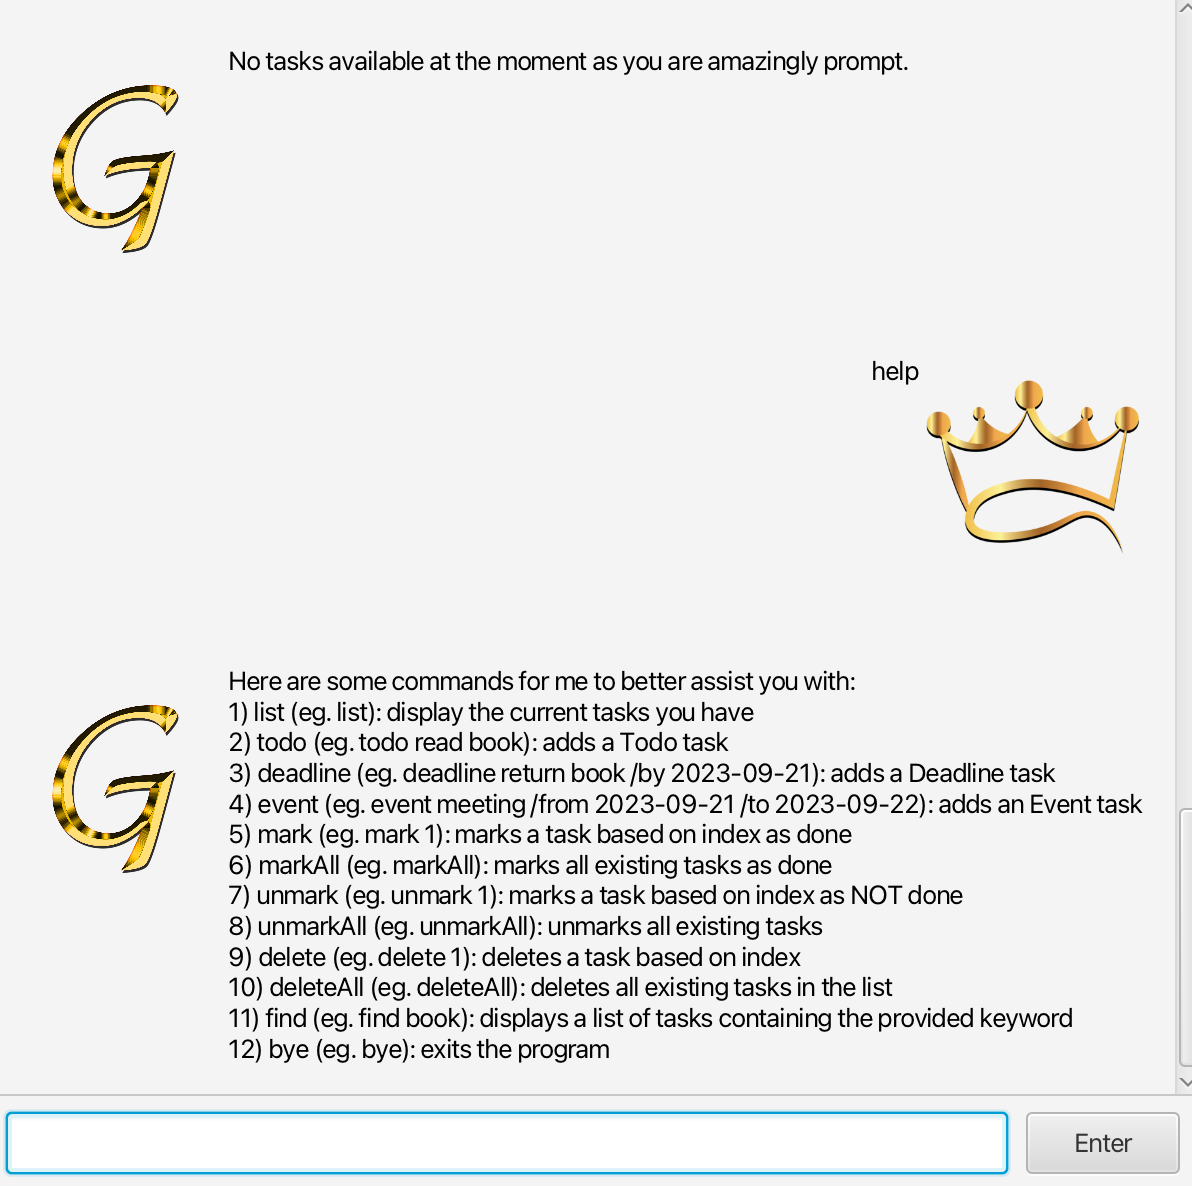 No tasks available at the moment as you are amazingly prompt.
G
help
Here are some commands for me to better assist you with:
G
1) list (eg. list): display the current tasks you have
2) todo (eg. todo read book): adds a Todo task
3) deadline (eg. deadline return book /by 2023-09-21): adds a Deadline task
4) event (eg. event meeting /from 2023-09-21 /to 2023-09-22): adds an Event task
5) mark (eg. mark 1): marks a task based on index as done
6) markAll (eg. markAll): marks all existing tasks as done
7) unmark (eg. unmark 1): marks a task based on index as NOT done
8) unmarkAll (eg. unmarkAll): unmarks all existing tasks
9) delete (eg. delete 1): deletes a task based on index
10) deleteAll (eg. deleteAll): deletes all existing tasks in the list
11) find (eg. find book): displays a list of tasks containing the provided keyword
12) bye (eg. bye): exits the program
Enter